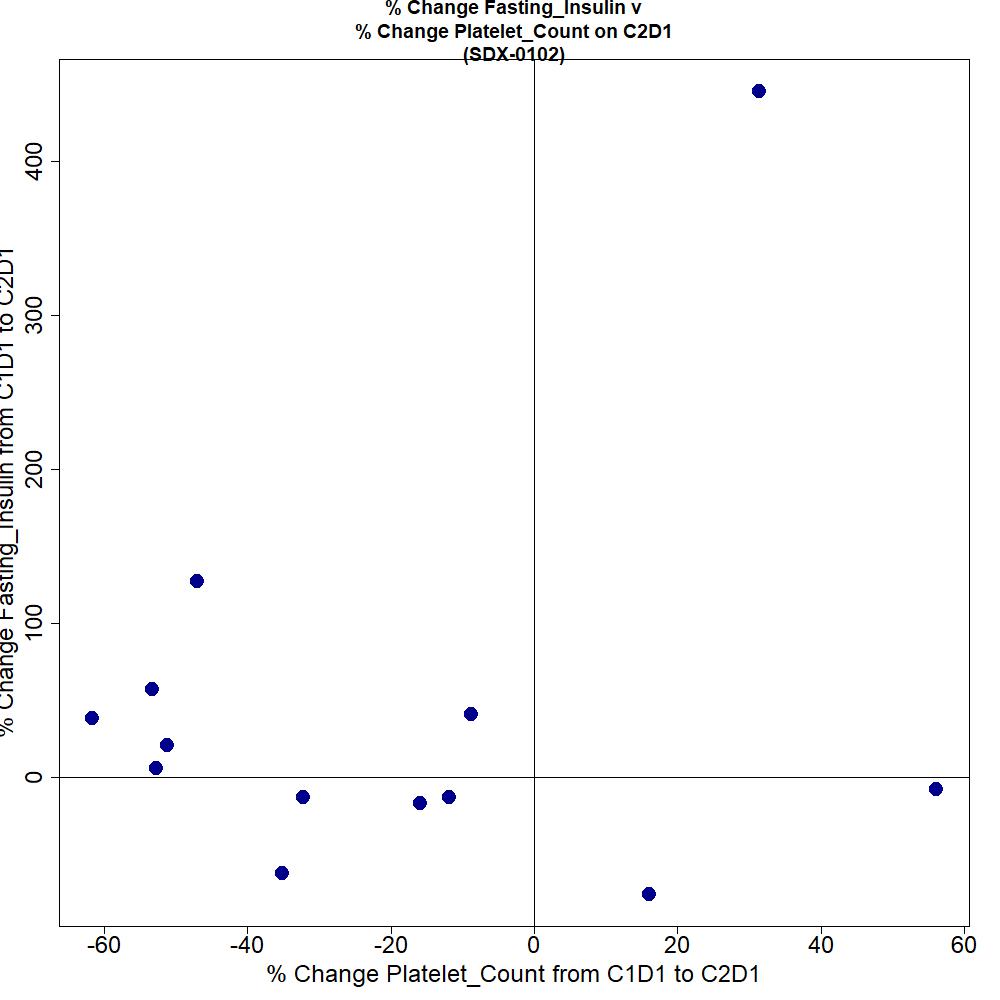 % Change Fasting_Insulin v
% Change Platelet_Count on C2D1
(SDX-0102)
% Change Fasting_Insulin from C1D1 to C2D1
400
300
200
100
0
-60
-40
-20
0
20
40
60
% Change Platelet_Count from C1D1 to C2D1